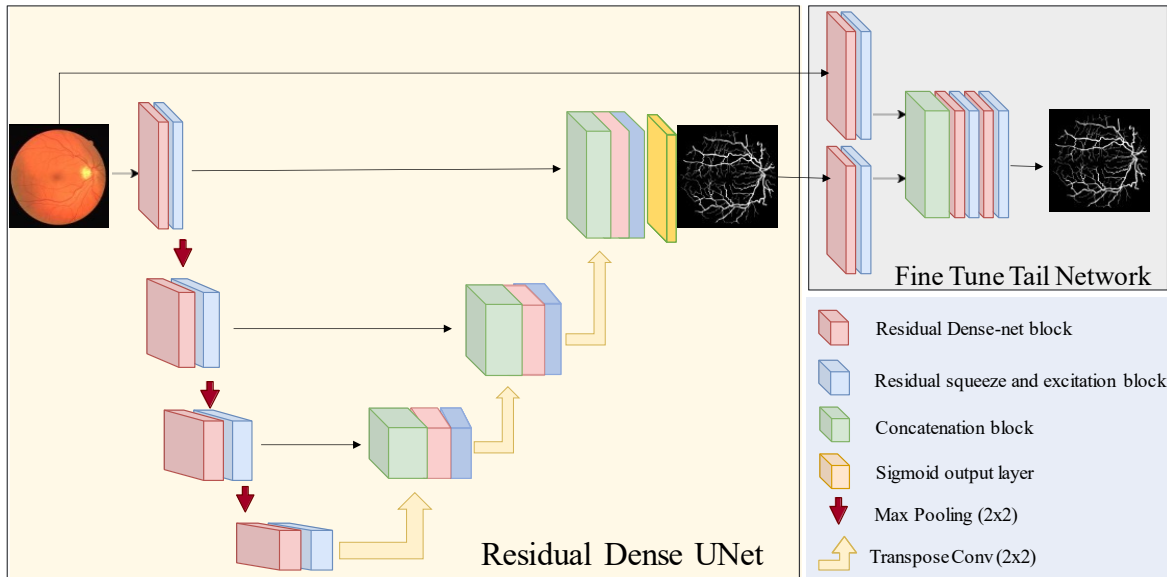 Residual Dense UNet
Fine Tune Tail Network
Residual Dense-net block
Residual squeeze and excitation block
Concatenation block
Sigmoid output layer
Max Pooling (2x2)
Transpose Conv (2x2)